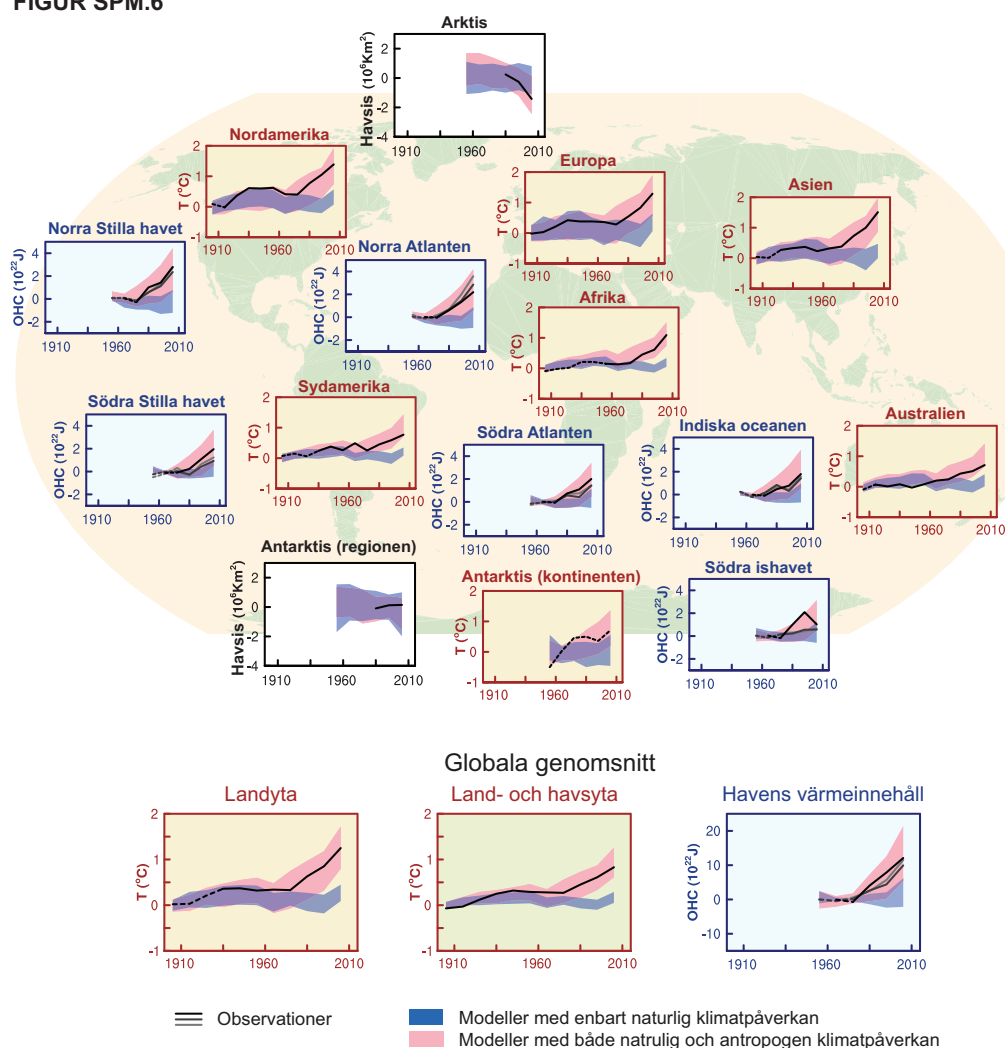 FIGUR SPM.6
Arktis
Havsis (10⁶Km²)
2
0
-2
-4
1910 1960 2010
Nordamerika
T (°C)
2
1
0
-1
1910 1960 2010
Europa
T (°C)
2
1
0
-1
1910 1960 2010
Asien
T (°C)
2
1
0
-1
1910 1960 2010
Norra Stilla havet
OHC (10²²J)
4
2
0
-2
1910 1960 2010
Norra Atlanten
OHC (10²²J)
4
2
0
-2
1910 1960 2010
Afrika
T (°C)
2
1
0
-1
1910 1960 2010
Södra Stilla havet
OHC (10²²J)
4
2
0
-2
1910 1960 2010
Sydamerika
T (°C)
2
1
0
-1
1910 1960 2010
Södra Atlanten
OHC (10²²J)
4
2
0
-2
1910 1960 2010
Indiska oceanen
OHC (10²²J)
4
2
0
-2
1910 1960 2010
Australien
T (°C)
2
1
0
-1
1910 1960 2010
Antarktis (regionen)
Havsis (10⁶Km²)
2
0
-2
-4
1910 1960 2010
Antarktis (kontinenten)
T (°C)
2
1
0
-1
1910 1960 2010
Södra ishavet
OHC (10²²J)
4
2
0
-2
1910 1960 2010
Globala genomsnitt
Landyta
T (°C)
2
1
0
-1
1910 1960 2010
Land- och havsyta
T (°C)
2
1
0
-1
1910 1960 2010
Havens värmeinnehåll
OHC (10²²J)
20
10
0
-10
1910 1960 2010
Observationer
Modeller med enbart naturlig klimatpåverkan
Modeller med både natrulig och antropogen klimatpåverkan